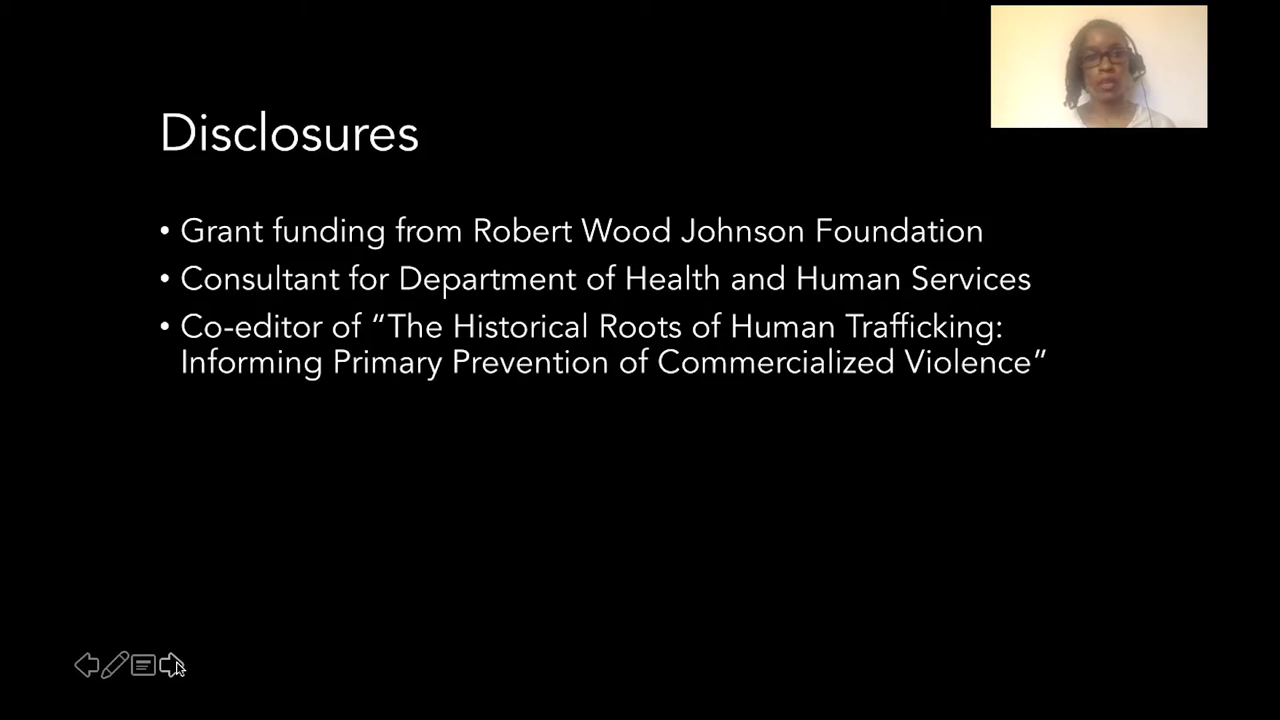 Disclosures
• Grant funding from Robert Wood Johnson Foundation
• Consultant for Department of Health and Human Services
• Co-editor of “The Historical Roots of Human Trafficking:
Informing Primary Prevention of Commercialized Violence”